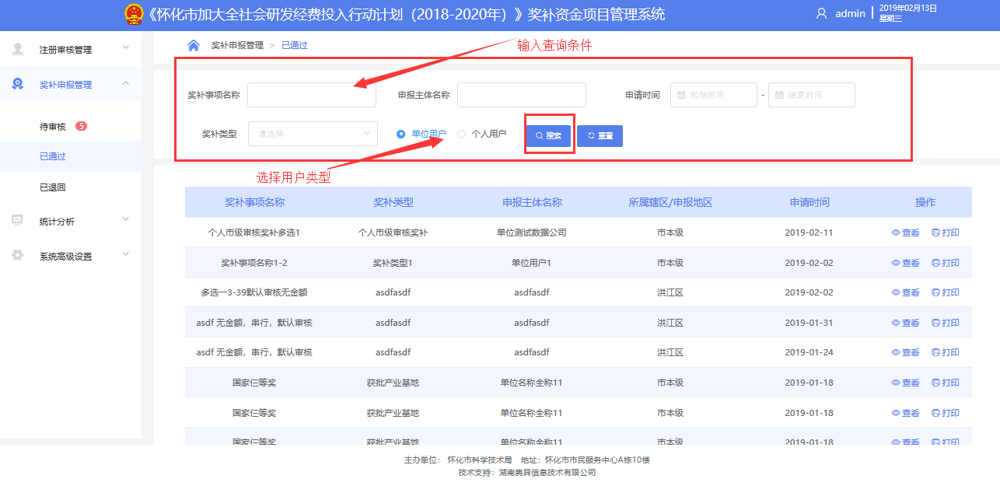 《怀化市加大全社会研发经费投入行动计划（2018-2020年）》奖补资金项目管理系统
admin
2019年02月13日
星期三
注册审核管理
奖补申报管理
待审核 5
已通过
已退回
统计分析
系统高级设置
奖补申报管理 > 已通过
输入查询条件
奖补事项名称 申报主体名称 申请时间 起始时间 - 结束时间
奖补类型 请选择 单位用户 个人用户 搜索 重置
选择用户类型
奖补事项名称 奖补类型 申报主体名称 所属辖区/申报地区 申请时间 操作
个人市级审核奖补多选1 个人市级审核奖补 单位测试数据公司 市本级 2019-02-11 查看 打印
奖补事项名称1-2 奖补类型1 单位用户1 市本级 2019-02-02 查看 打印
多选一3-39默认审核无金额 asdfasdf asdfasdf 洪江区 2019-02-02 查看 打印
asdf 无金额，串行，默认审核 asdfasdf asdfasdf 洪江区 2019-01-31 查看 打印
asdf 无金额，串行，默认审核 asdfasdf asdfasdf 洪江区 2019-01-24 查看 打印
国家仨等奖 获批产业基地 单位名称全称11 市本级 2019-01-18 查看 打印
国家仨等奖 获批产业基地 单位名称全称11 市本级 2019-01-18 查看 打印
国家仨等奖 获批产业基地 单位名称全称11 市本级 2019-01-18 查看 打印
主办单位： 怀化市科学技术局 地址：怀化市市民服务中心A栋10楼
技术支持：湖南奥昇信息技术有限公司